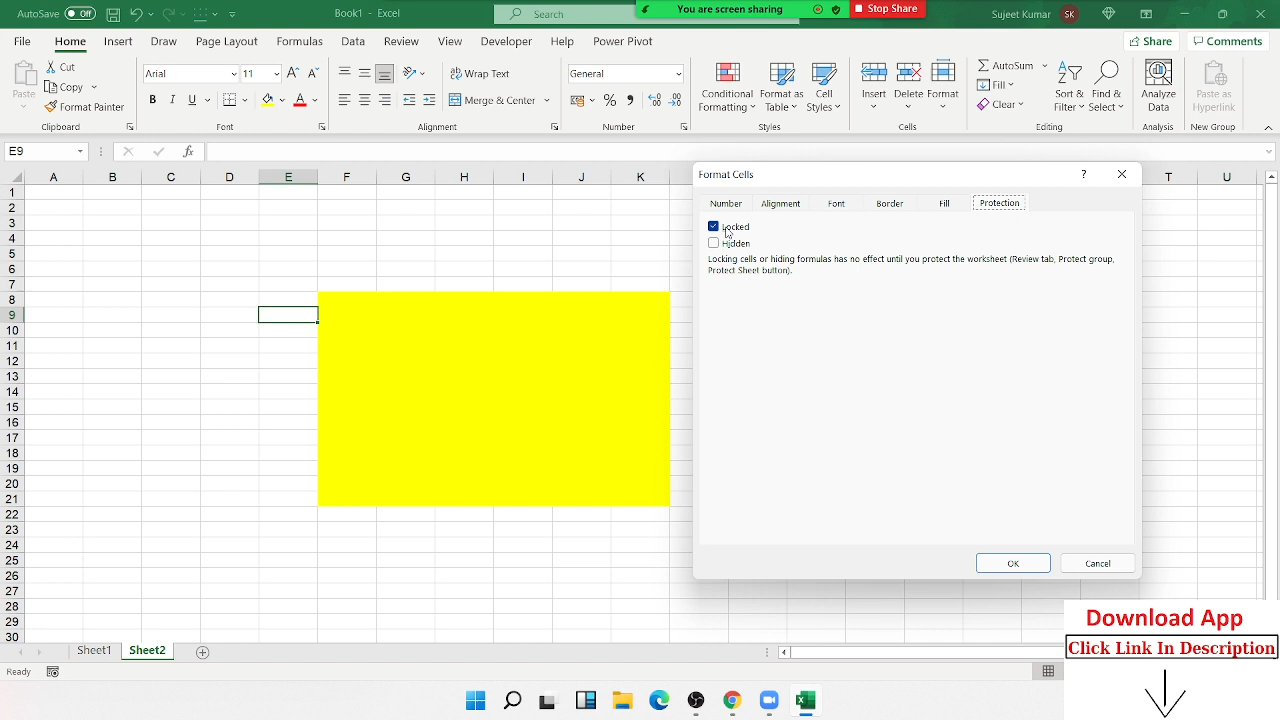 AutoSave Off Book1 - Excel Search You are screen sharing Stop Share Sujeet Kumar SK
File Home Insert Draw Page Layout Formulas Data Review View Developer Help Power Pivot Share Comments
Paste Cut Copy Format Painter
Arial 11 B I U A
Wrap Text Merge & Center
General % ,
Conditional Formatting Format as Table Cell Styles
Insert Delete Format
AutoSum Fill Clear Sort & Filter Find & Select
Analyze Data
Paste as Hyperlink
Clipboard Font Alignment Number Styles Cells Editing Analysis New Group
E9 fx
A B C D E F G H I J K T U
1
2
3
4
5
6
7
8
9
10
11
12
13
14
15
16
17
18
19
20
21
22
23
24
25
26
27
28
29
30
Format Cells ?
Number Alignment Font Border Fill Protection
Locked
Hidden
Locking cells or hiding formulas has no effect until you protect the worksheet (Review tab, Protect group,
Protect Sheet button).
OK Cancel
Sheet1 Sheet2
Ready
Download App
Click Link In Description